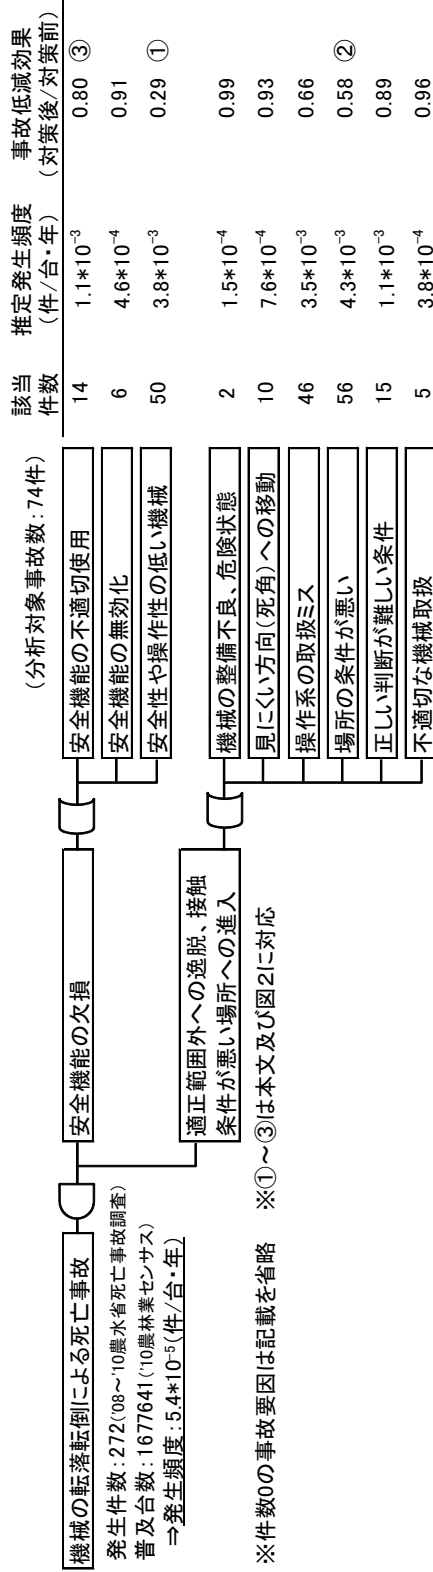 (分析対象事故数:74件)
該当
件数
推定発生頻度
(件/台・年)
事故低減効果
(対策後/対策前)
機械の転落転倒による死亡事故
発生件数:272('08~'10農水省死亡事故調査)
普及台数:1677641('10農林業センサス)
⇒発生頻度:5.4*10⁻⁵(件/台・年)
安全機能の欠損
安全機能の不適切使用 14 1.1*10⁻³ 0.80 ③
安全機能の無効化 6 4.6*10⁻⁴ 0.91
安全性や操作性の低い機械 50 3.8*10⁻³ 0.29 ①
適正範囲外への逸脱、接触
条件が悪い場所への進入
機械の整備不良、危険状態 2 1.5*10⁻⁴ 0.99
見にくい方向(死角)への移動 10 7.6*10⁻⁴ 0.93
操作系の取扱ミス 46 3.5*10⁻³ 0.66
場所の条件が悪い 56 4.3*10⁻³ 0.58 ②
正しい判断が難しい条件 15 1.1*10⁻³ 0.89
不適切な機械取扱 5 3.8*10⁻⁴ 0.96
※件数0の事故要因は記載を省略 ※①~③は本文及び図2に対応